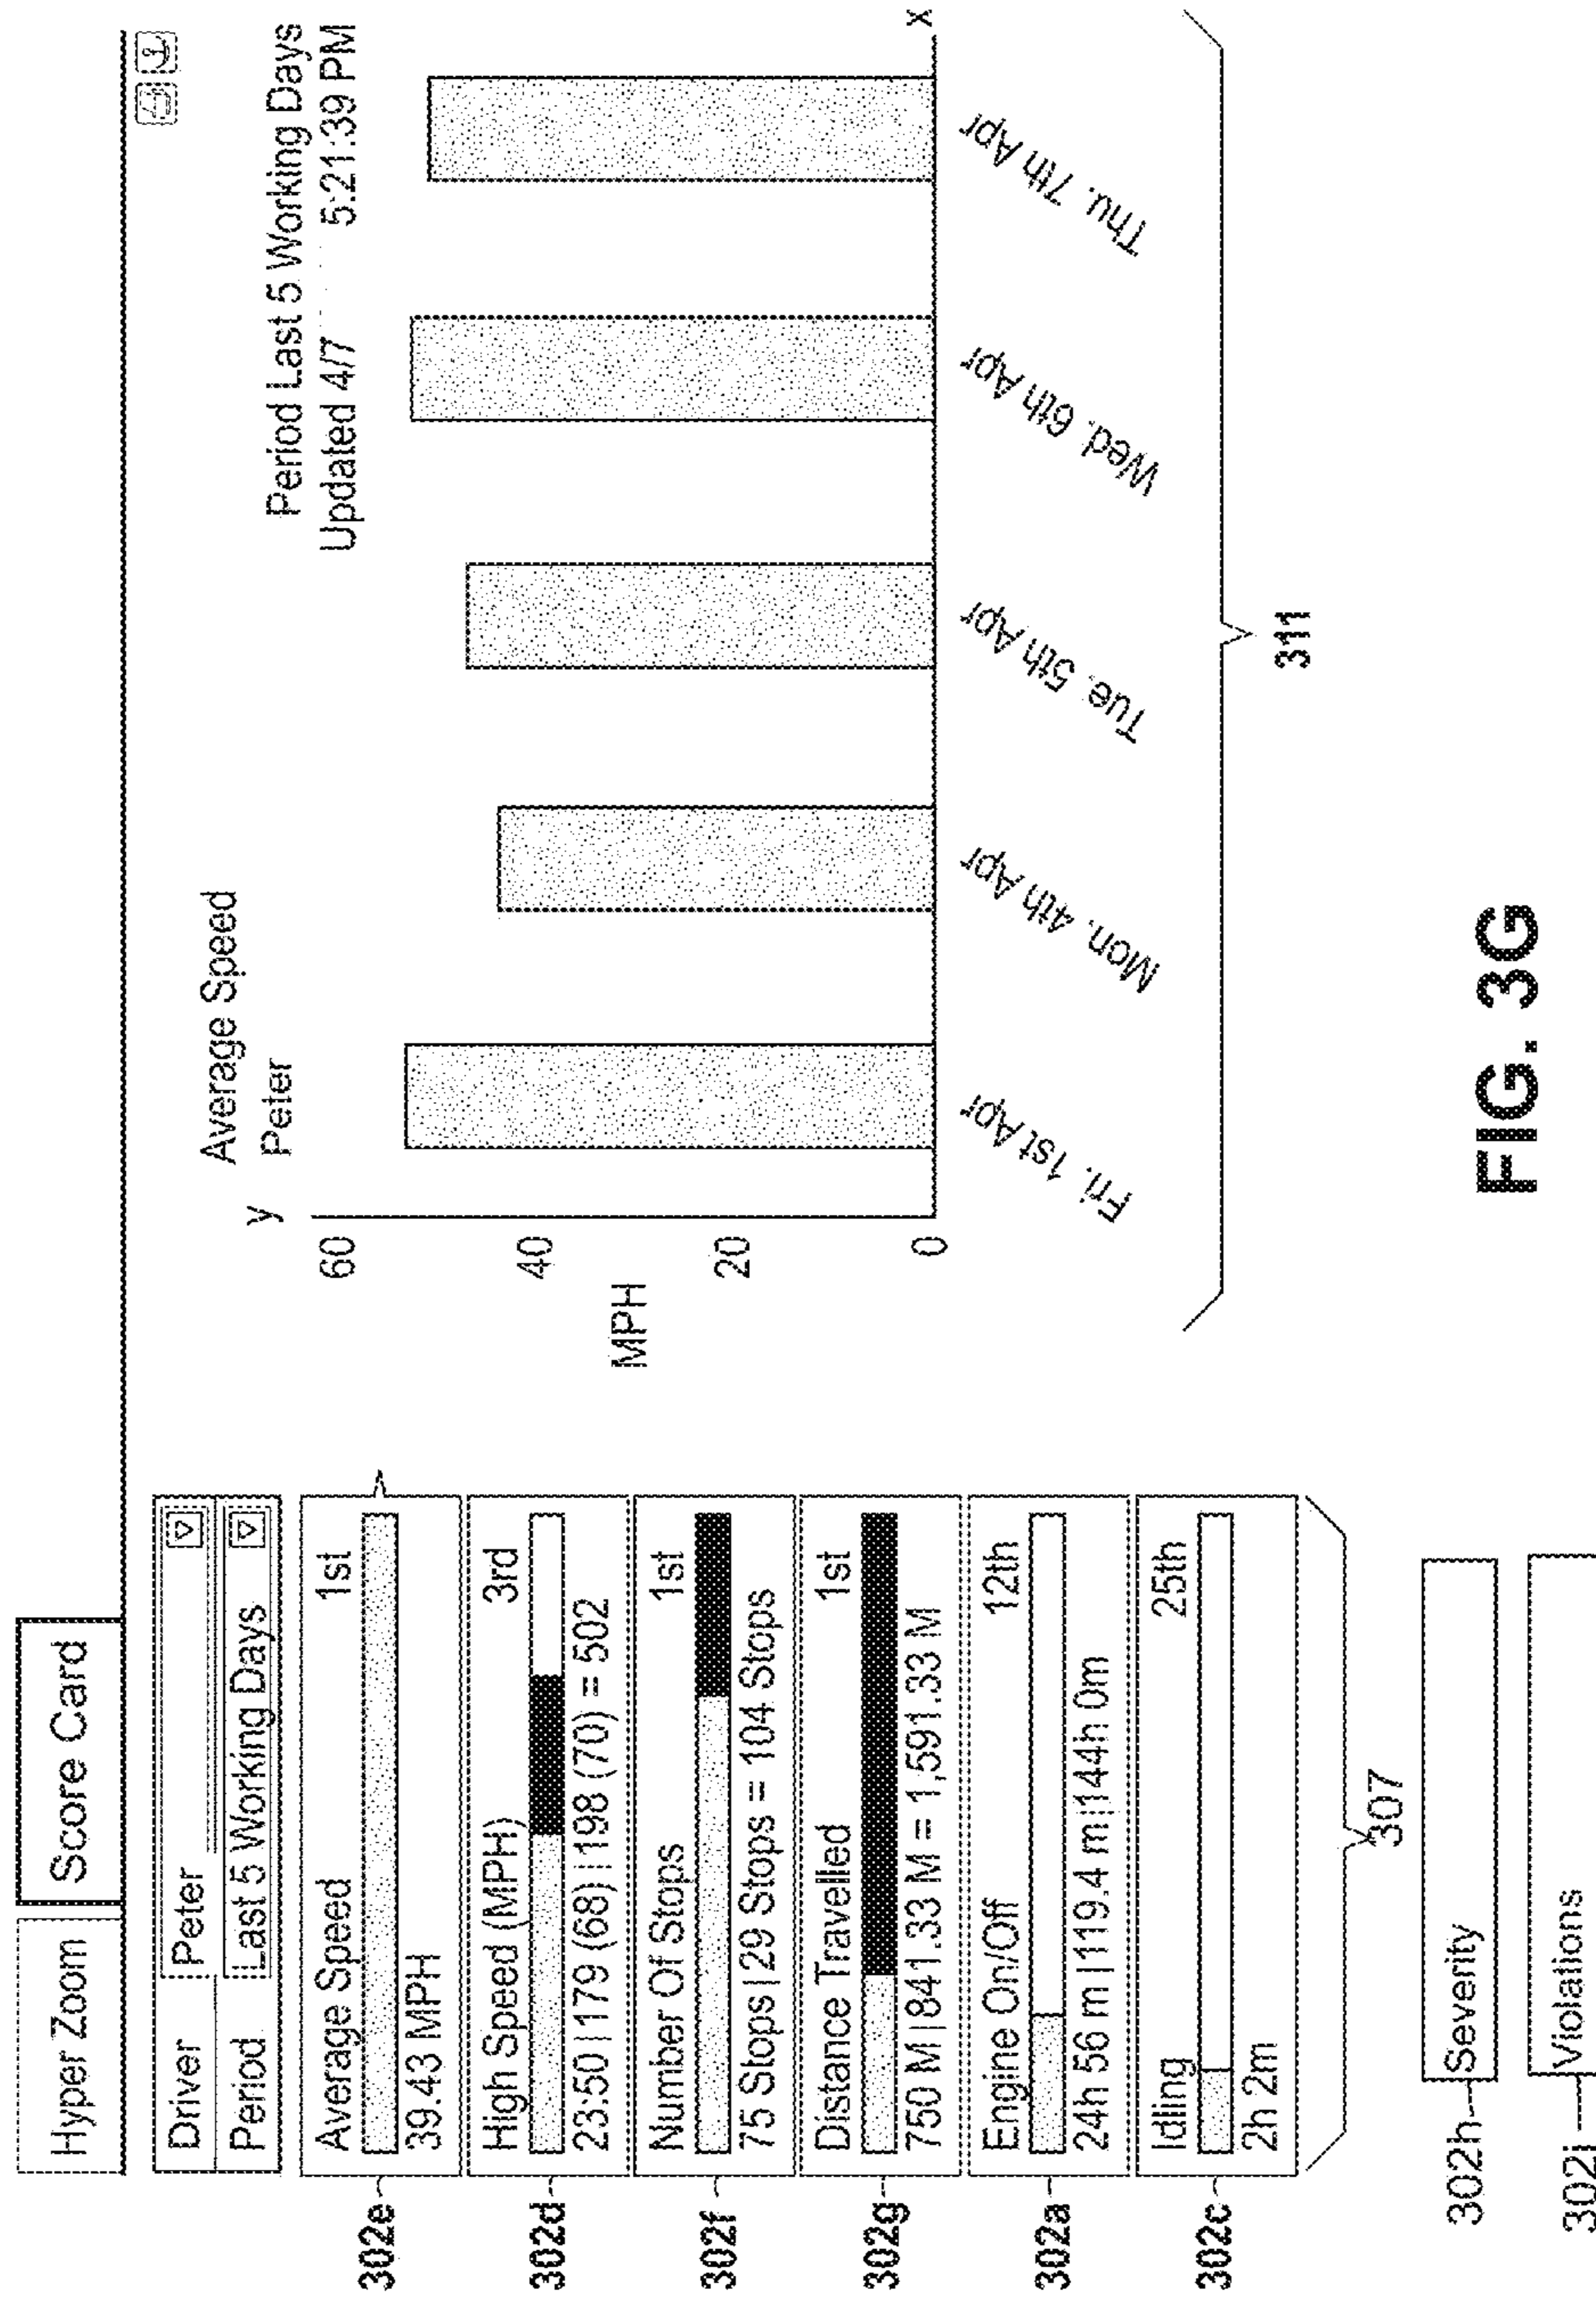 Hyper Zoom
Score Card
Driver Peter
Period Last 5 Working Days
302e
Average Speed 1st
39.43 MPH
302d
High Speed (MPH) 3rd
23:50 | 179 (68) | 198 (70) = 502
302f
Number Of Stops 1st
75 Stops | 29 Stops = 104 Stops
302g
Distance Travelled 1st
750 M | 841.33 M = 1,591.33 M
302a
Engine On/Off 12th
24h 56 m | 119.4 m | 144h 0m
302c
Idling 25th
2h 2m
307
302h Severity
302i Violations
Average Speed
y Peter
Period Last 5 Working Days
Updated 4/7 5:21:39 PM
60
40
MPH
20
0
x
Fri. 1st Apr
Mon. 4th Apr
Tue. 5th Apr
Wed. 6th Apr
Thu. 7th Apr
311
FIG. 3G